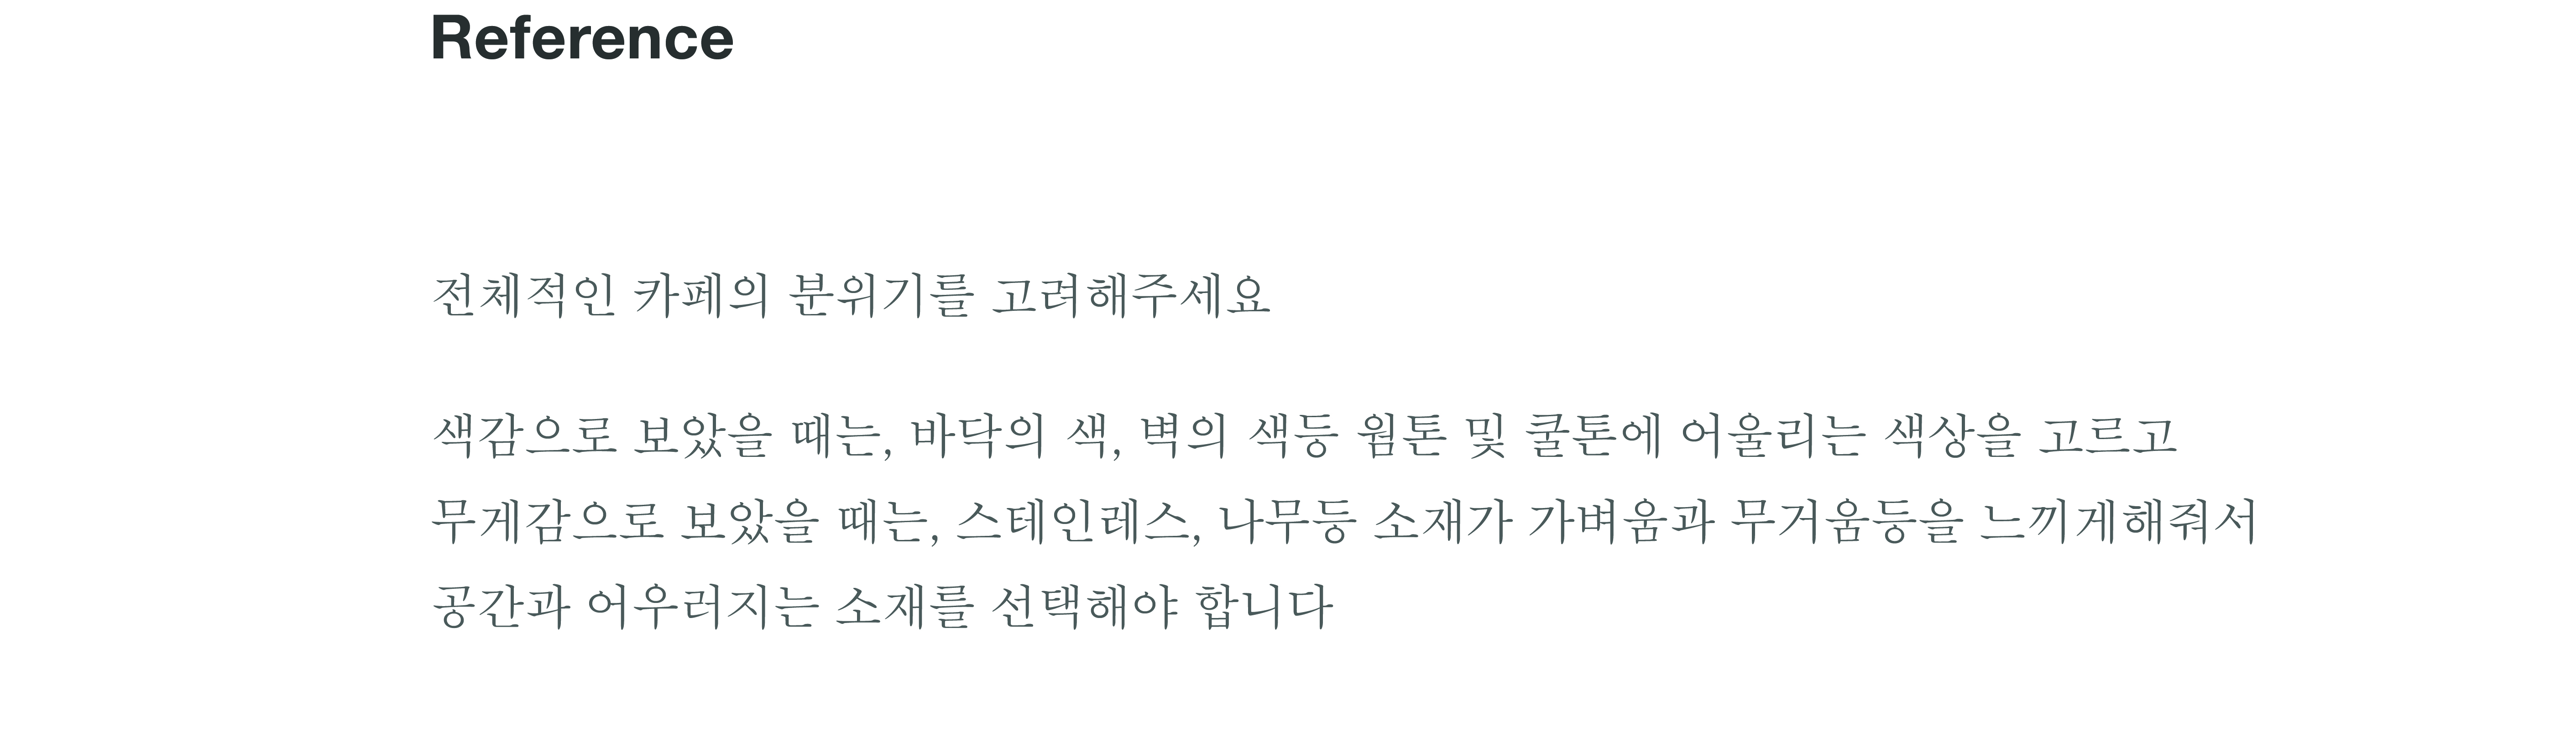 Reference
전체적인 카페의 분위기를 고려해주세요
색감으로 보았을 때는, 바닥의 색, 벽의 색등 웜톤 및 쿨톤에 어울리는 색상을 고르고
무게감으로 보았을 때는, 스테인레스, 나무등 소재가 가벼움과 무거움등을 느끼게해줘서
공간과 어우러지는 소재를 선택해야 합니다